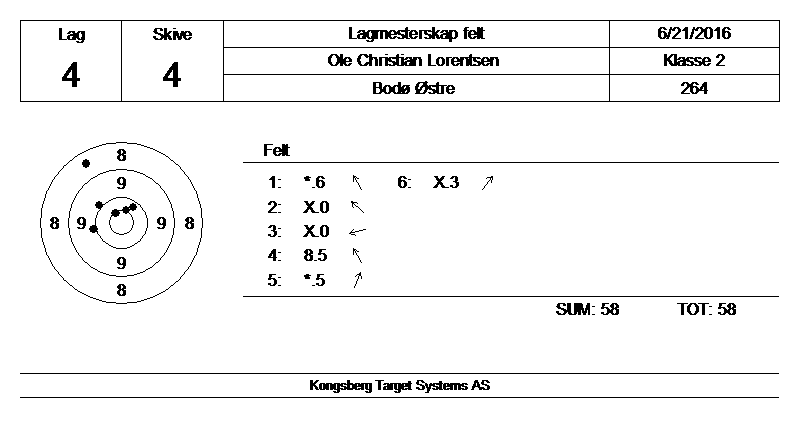 Lag Skive Lagmesterskap felt 6/21/2016
4 4 Ole Christian Lorentsen Klasse 2
Bodø Østre 264
Felt
1: *.6 ↖ 6: X.3 ↗
2: X.0 ↖
3: X.0 ←
4: 8.5 ↖
5: *.5 ↗
8
9
8 9 9 8
9
8
SUM: 58 TOT: 58
Kongsberg Target Systems AS